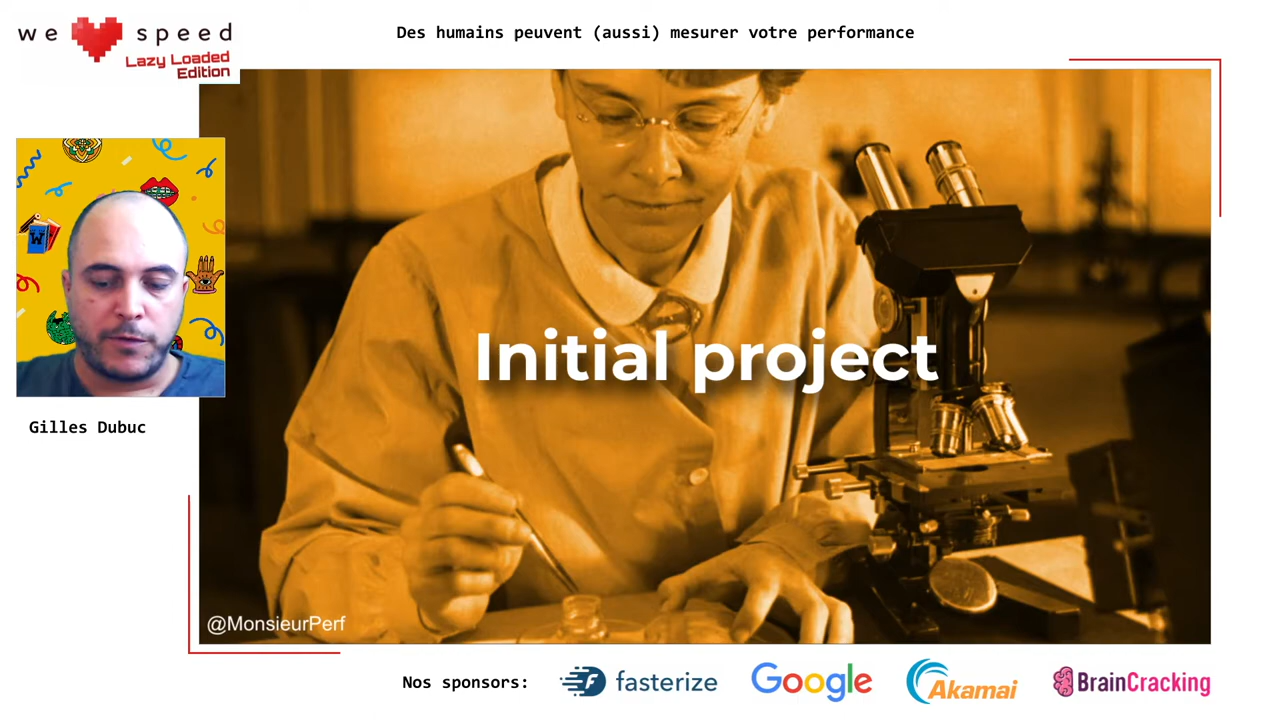 we speed
Lazy Loaded
Edition
Des humains peuvent (aussi) mesurer votre performance
W
Gilles Dubuc
Initial project
@MonsieurPerf
Nos sponsors:
fasterize
Google
Akamai
BrainCracking